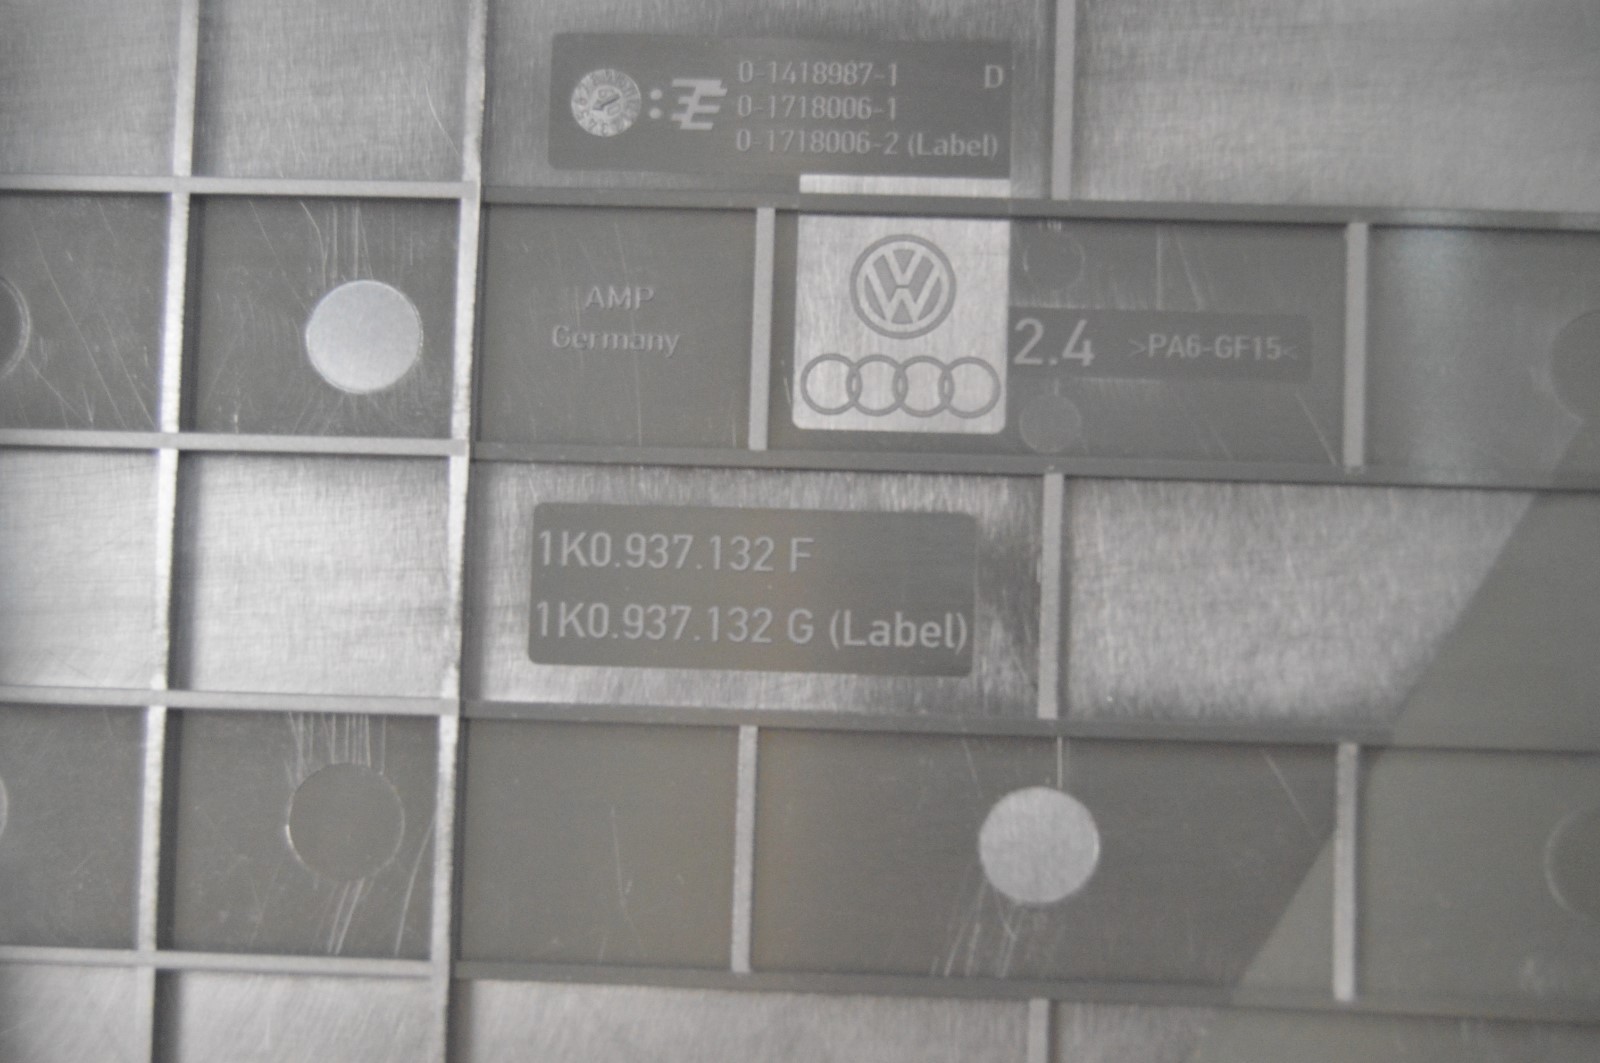 0-1418987-1 D
0-1718006-1
0-1718006-2 (Label)
AMP
Germany
2.4 >PA6-GF15<
1K0.937.132 F
1K0.937.132 G (Label)